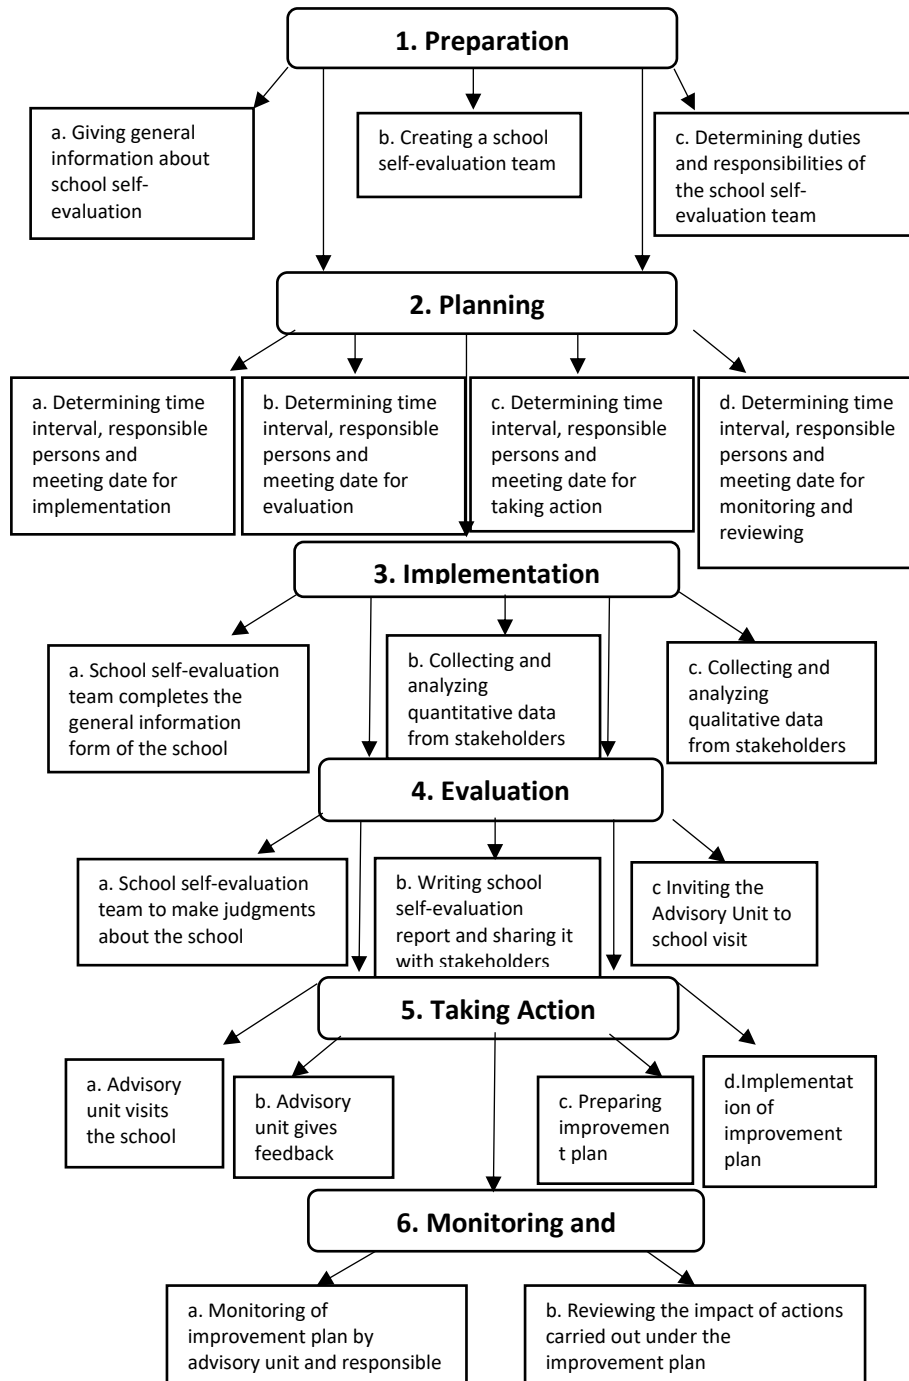 1. Preparation
a. Giving general
information about
school self-
evaluation
b. Creating a school
self-evaluation team
c. Determining duties
and responsibilities of
the school self-
evaluation team
2. Planning
a. Determining time
interval, responsible
persons and
meeting date for
implementation
b. Determining time
interval, responsible
persons and
meeting date for
evaluation
c. Determining time
interval, responsible
persons and
meeting date for
taking action
d. Determining time
interval, responsible
persons and
meeting date for
monitoring and
reviewing
3. Implementation
a. School self-evaluation
team completes the
general information
form of the school
b. Collecting and
analyzing
quantitative data
from stakeholders
c. Collecting and
analyzing
qualitative data
from stakeholders
4. Evaluation
a. School self-evaluation
team to make judgments
about the school
b. Writing school
self-evaluation
report and sharing it
with stakeholders
c Inviting the
Advisory Unit to
school visit
5. Taking Action
a. Advisory
unit visits
the school
b. Advisory
unit gives
feedback
c. Preparing
improvemen
t plan
d.Implementat
ion of
improvement
plan
6. Monitoring and
a. Monitoring of
improvement plan by
advisory unit and responsible
b. Reviewing the impact of actions
carried out under the
improvement plan